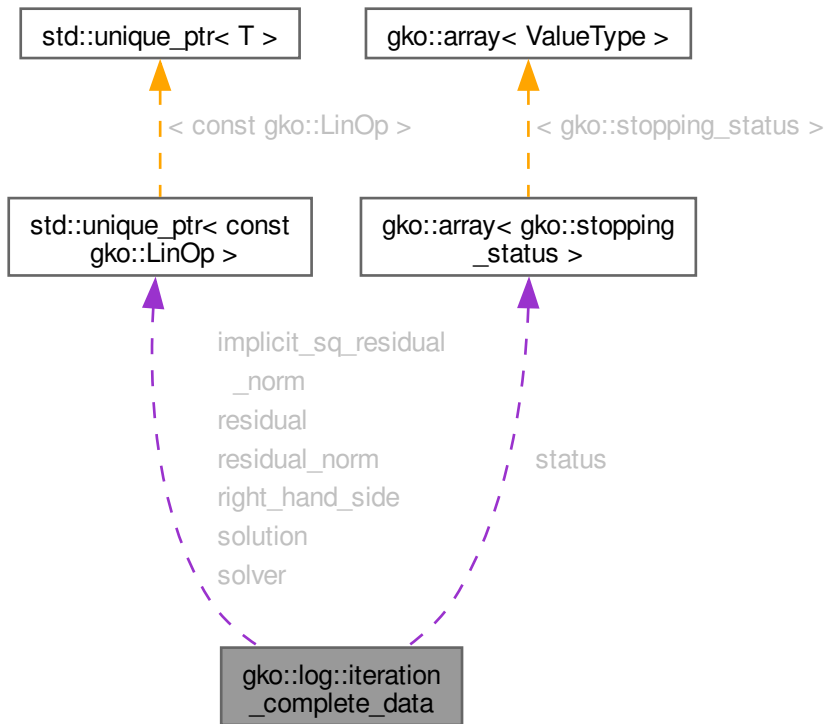 std::unique_ptr< T >
gko::array< ValueType >
< const gko::LinOp >
< gko::stopping_status >
std::unique_ptr< const
gko::LinOp >
gko::array< gko::stopping
_status >
implicit_sq_residual
_norm
residual
residual_norm
right_hand_side
solution
solver
status
gko::log::iteration
_complete_data